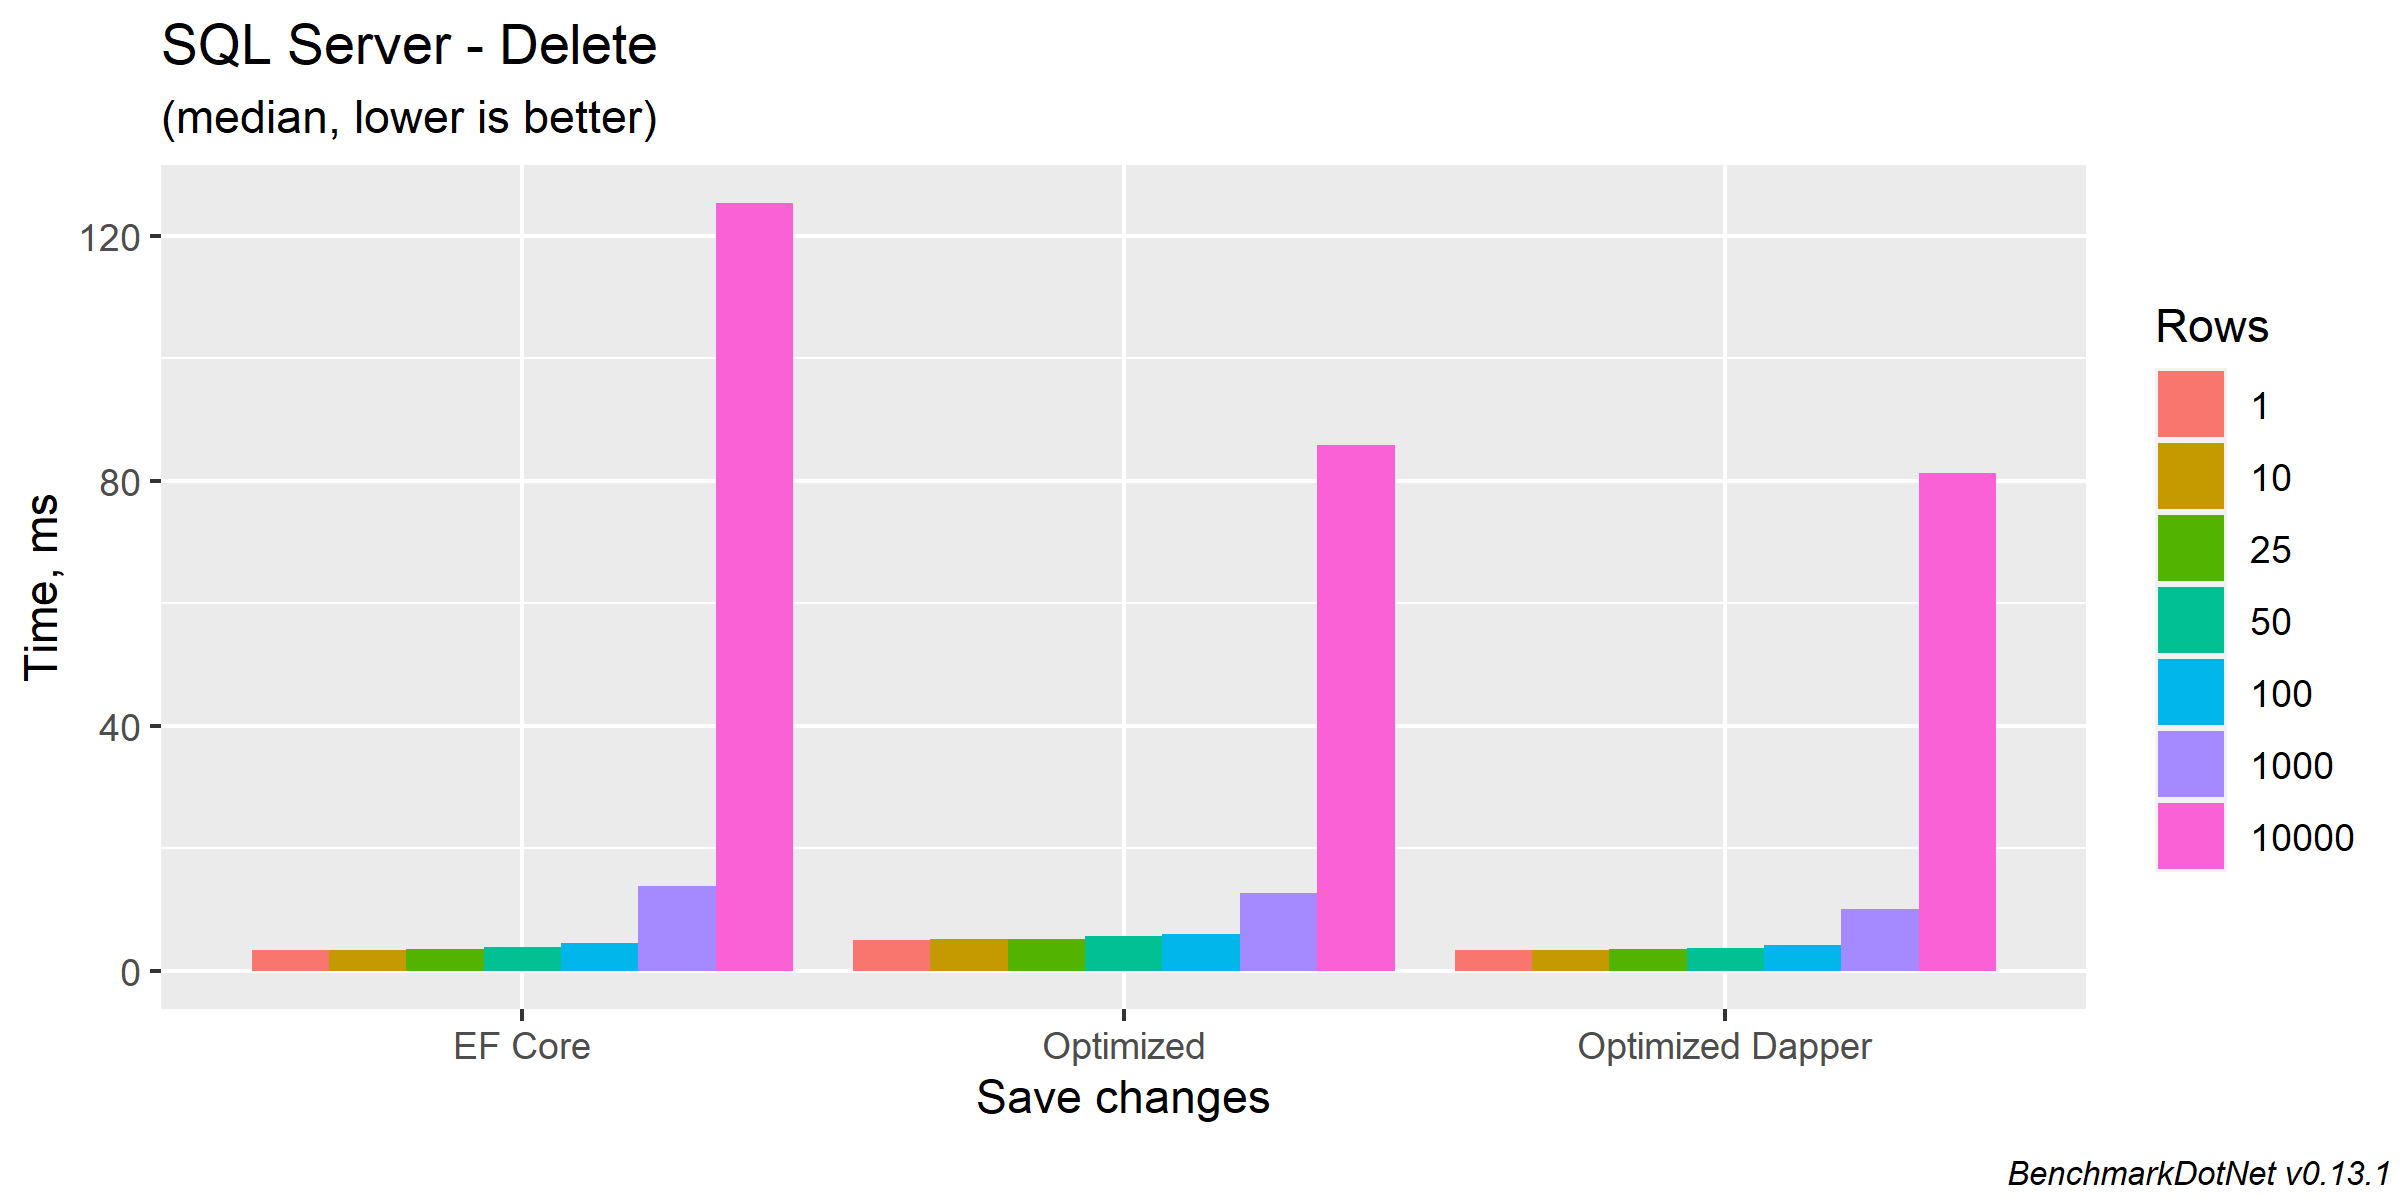 SQL Server - Delete
(median, lower is better)
Time, ms
120
80
40
0
EF Core
Optimized
Optimized Dapper
Save changes
Rows
1
10
25
50
100
1000
10000
BenchmarkDotNet v0.13.1